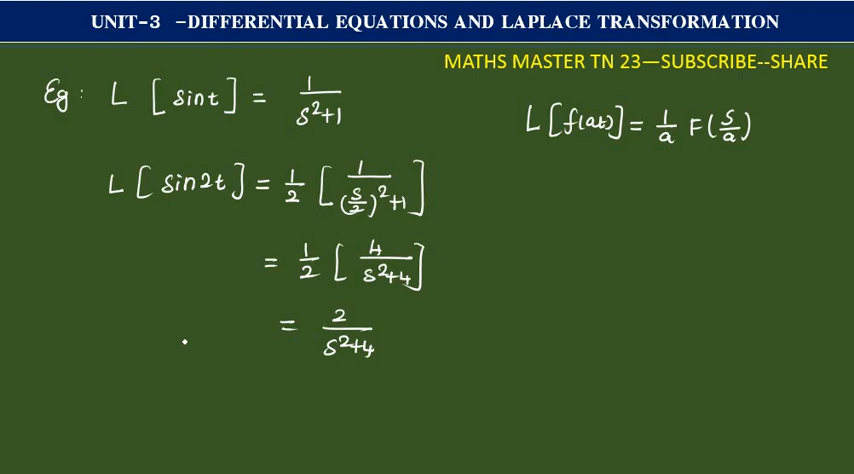 UNIT-3 -DIFFERENTIAL EQUATIONS AND LAPLACE TRANSFORMATION
MATHS MASTER TN 23—SUBSCRIBE--SHARE
Eg: L [sint] = 1/(s²+1)
L[f(at)] = 1/a F(s/a)
L[sin2t] = 1/2 [1/((s/2)²+1)]
= 1/2 [4/(s²+4)]
= 2/(s²+4)